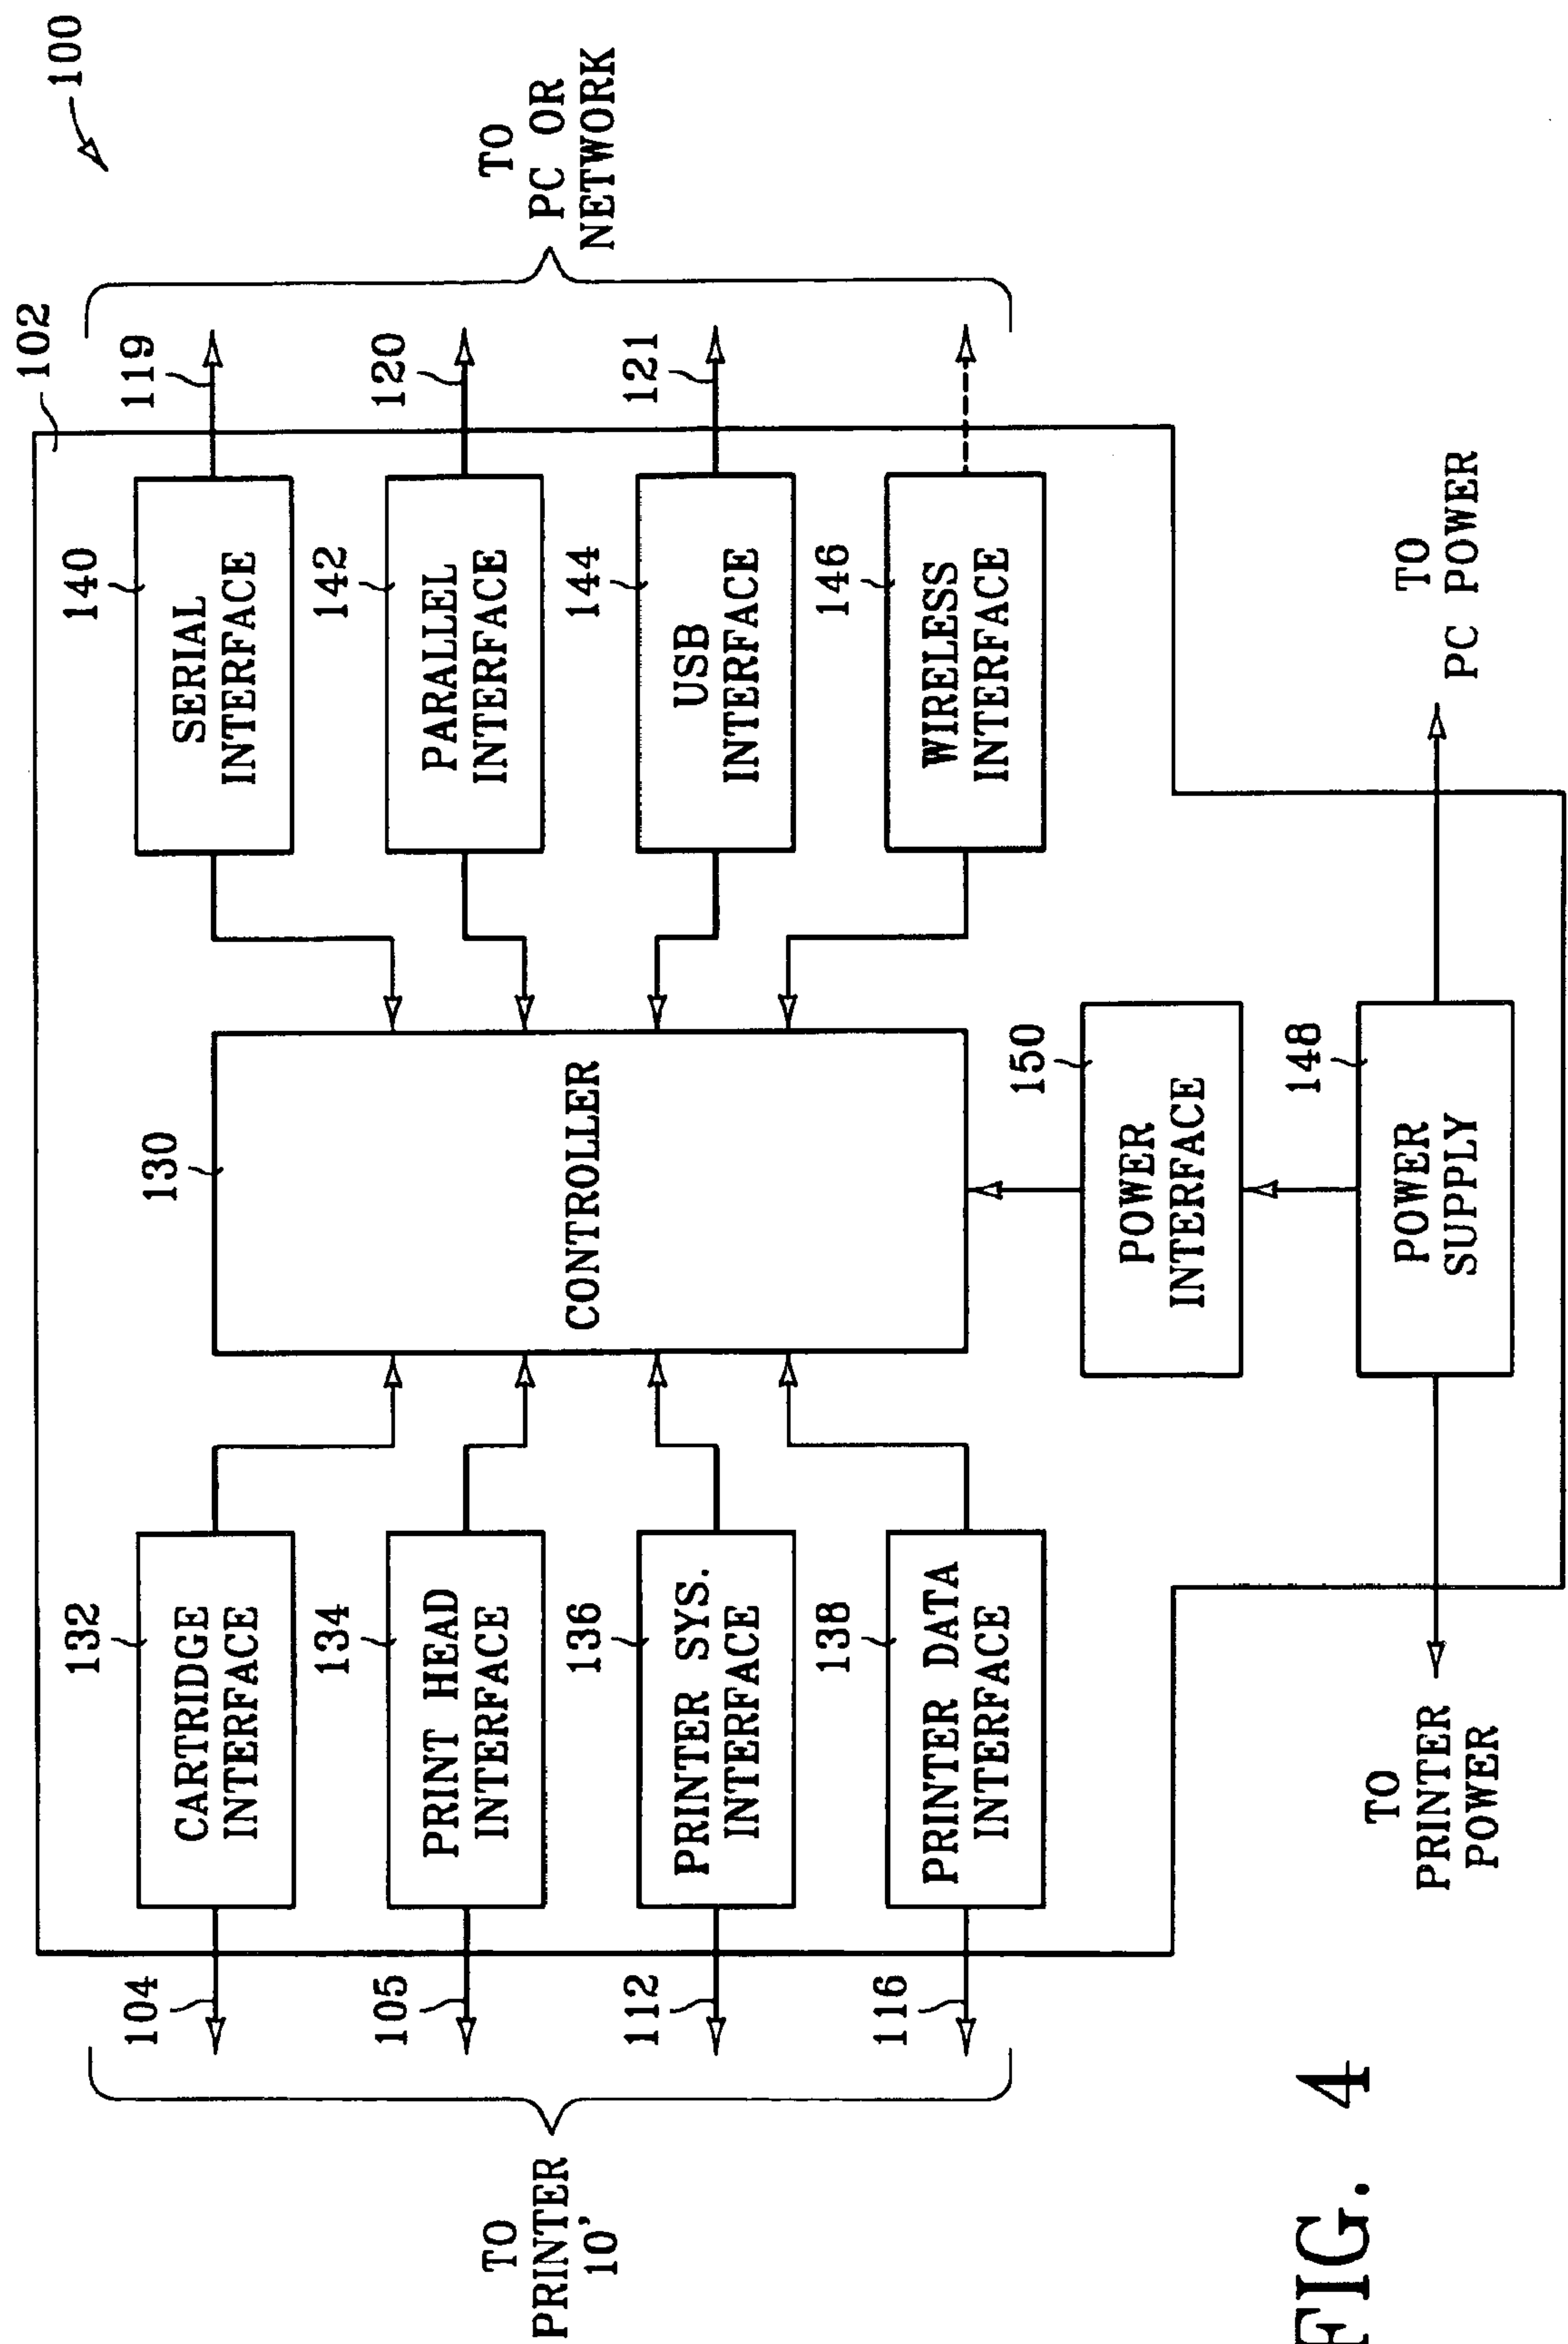 100
102
TO
PC OR
NETWORK
119
120
121
140
SERIAL
INTERFACE
142
PARALLEL
INTERFACE
144
USB
INTERFACE
146
WIRELESS
INTERFACE
130
CONTROLLER
132
CARTRIDGE
INTERFACE
134
PRINT HEAD
INTERFACE
136
PRINTER SYS.
INTERFACE
138
PRINTER DATA
INTERFACE
104
105
112
116
TO
PRINTER
10'
150
POWER
INTERFACE
148
POWER
SUPPLY
TO
PC POWER
TO
PRINTER
POWER
FIG. 4